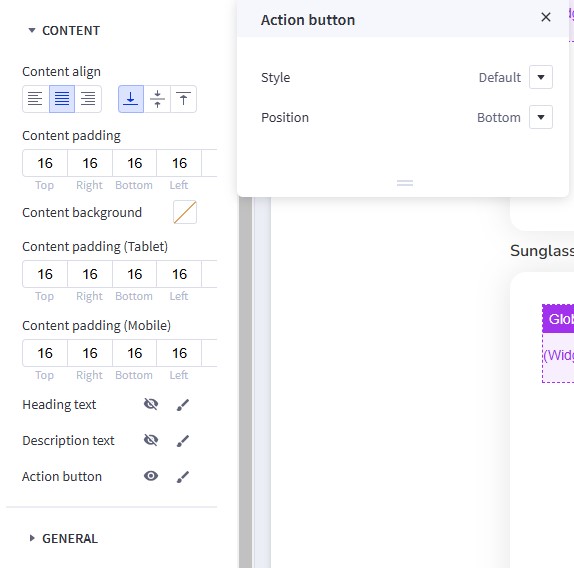 CONTENT
Content align
Content padding
16 16 16 16
Top Right Bottom Left
Content background
Content padding (Tablet)
16 16 16 16
Top Right Bottom Left
Content padding (Mobile)
16 16 16 16
Top Right Bottom Left
Heading text
Description text
Action button
GENERAL
Action button
Style Default
Position Bottom
Sunglass
Glob
(Widg